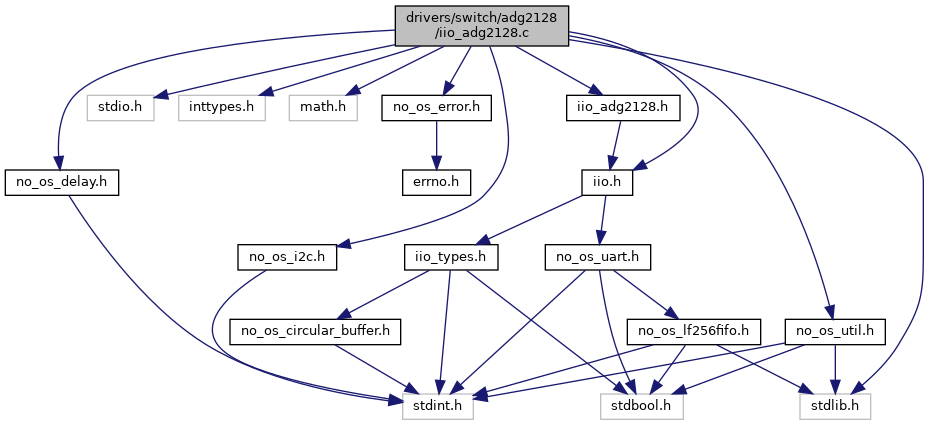 drivers/switch/adg2128
/iio_adg2128.c
stdio.h
inttypes.h
math.h
no_os_error.h
iio_adg2128.h
no_os_delay.h
errno.h
iio.h
no_os_i2c.h
iio_types.h
no_os_uart.h
no_os_circular_buffer.h
no_os_lf256fifo.h
no_os_util.h
stdint.h
stdbool.h
stdlib.h